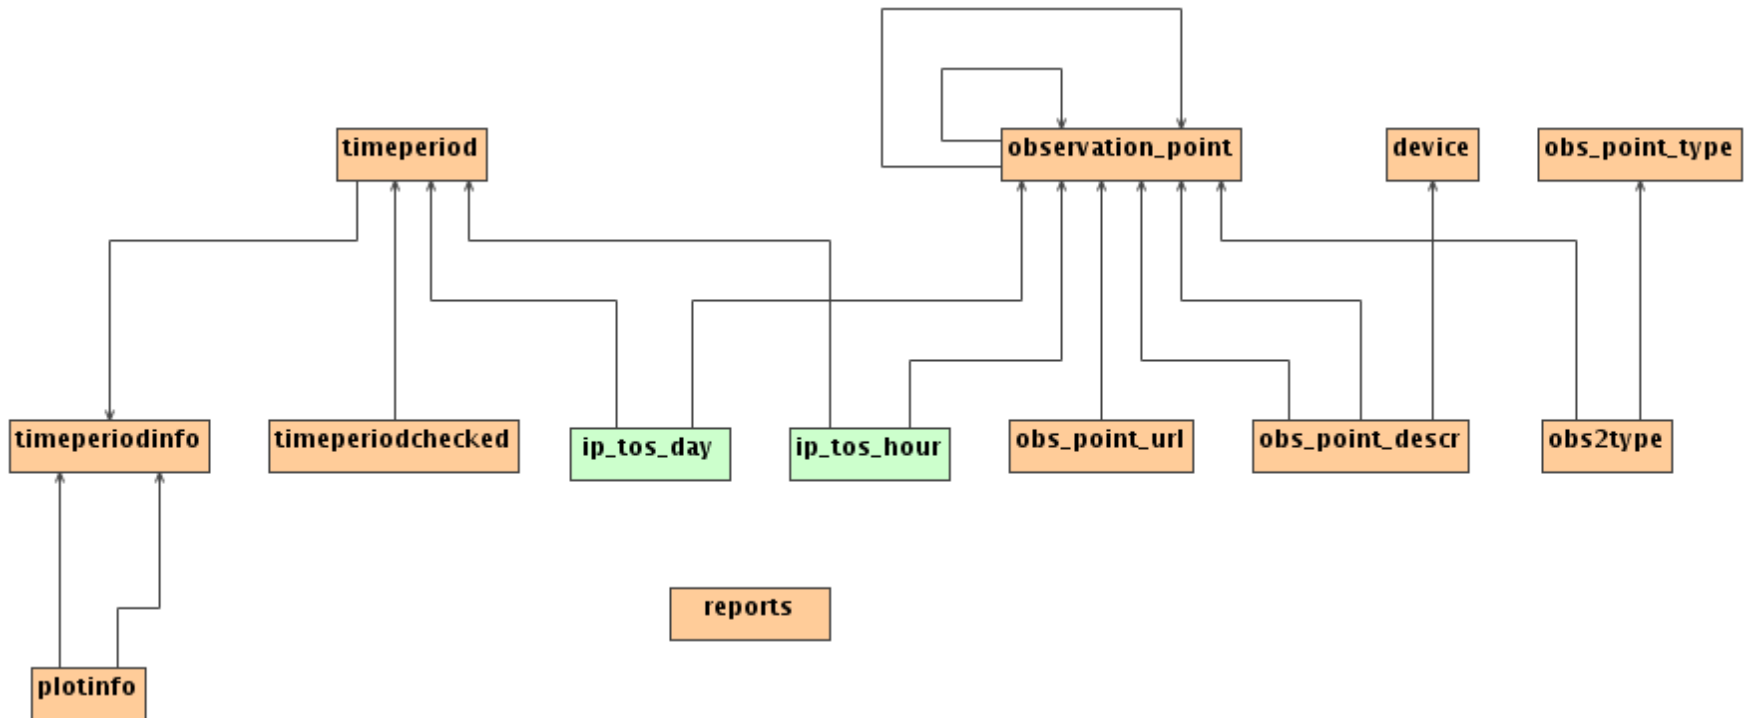 timeperiod
observation_point
device
obs_point_type
timeperiodinfo
timeperiodchecked
ip_tos_day
ip_tos_hour
obs_point_url
obs_point_descr
obs2type
reports
plotinfo